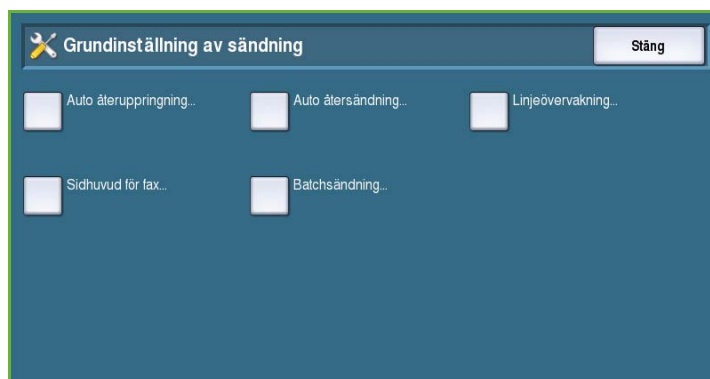 Grundinställning av sändning
Stäng
Auto återuppringning...
Auto återsändning...
Linjeövervakning...
Sidhuvud för fax...
Batchsändning...